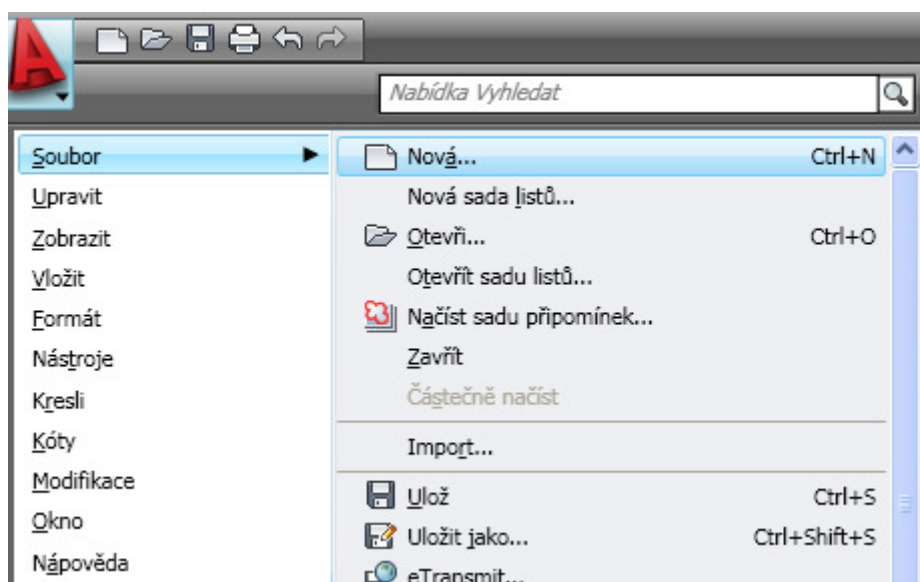 Nabídka Vyhledat
Soubor
Upravit
Zobrazit
Vložit
Formát
Nástroje
Kresli
Kóty
Modifikace
Okno
Nápověda
Nová... Ctrl+N
Nová sada listů...
Otevři... Ctrl+O
Otevřít sadu listů...
Načíst sadu připomínek...
Zavřít
Částečně načíst
Import...
Ulož Ctrl+S
Uložit jako... Ctrl+Shift+S
eTransmit...